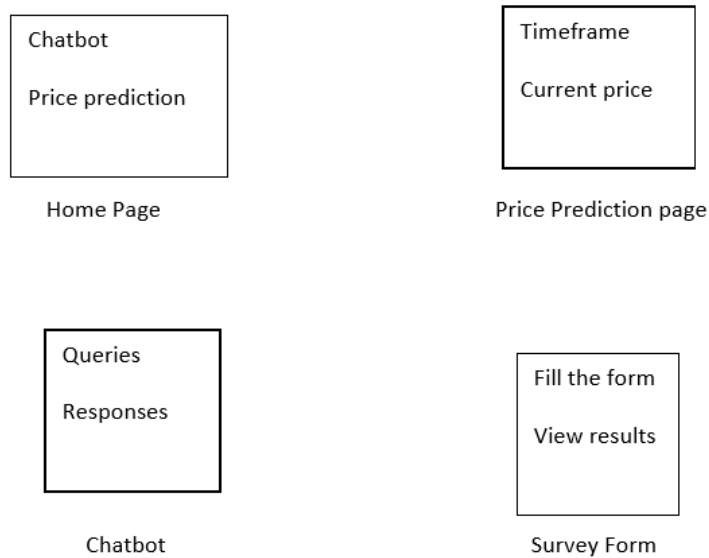 Chatbot
Price prediction
Home Page
Timeframe
Current price
Price Prediction page
Queries
Responses
Chatbot
Fill the form
View results
Survey Form